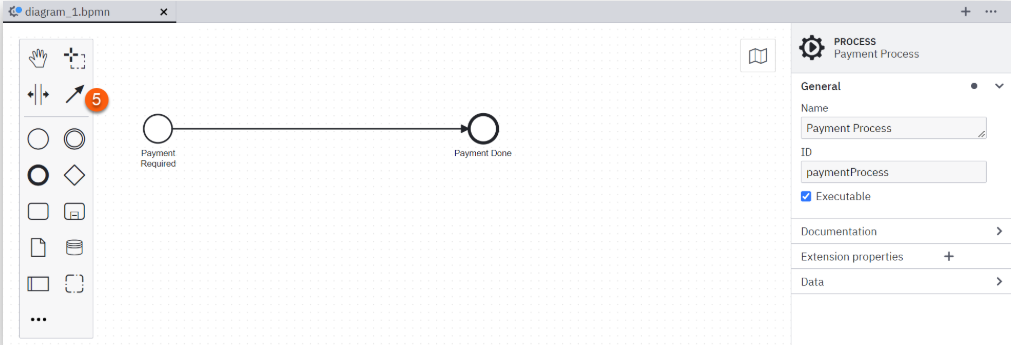 diagram_1.bpmn
5
Payment
Required
Payment Done
PROCESS
Payment Process
General
Name
Payment Process
ID
paymentProcess
Executable
Documentation
Extension properties
Data